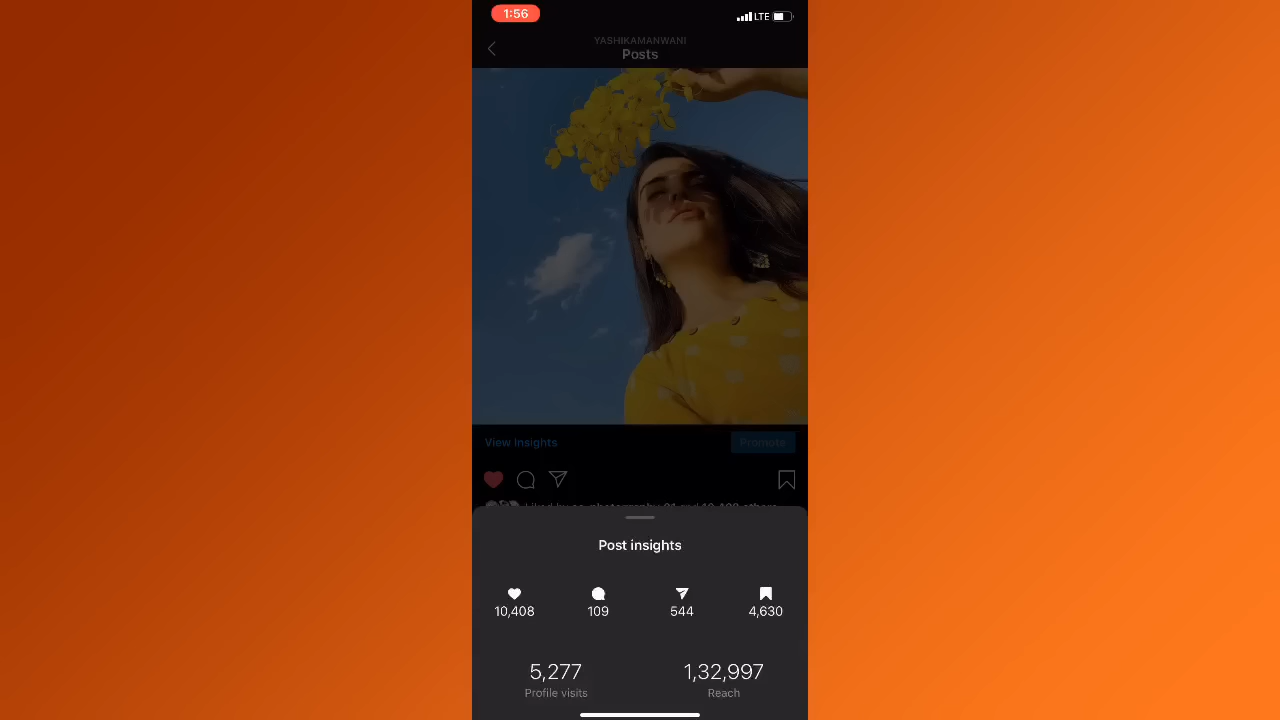 1:56
LTE
YASHIKAMANWANI
Posts
View Insights
Promote
Post insights
10,408 109 544 4,630
5,277 1,32,997
Profile visits Reach